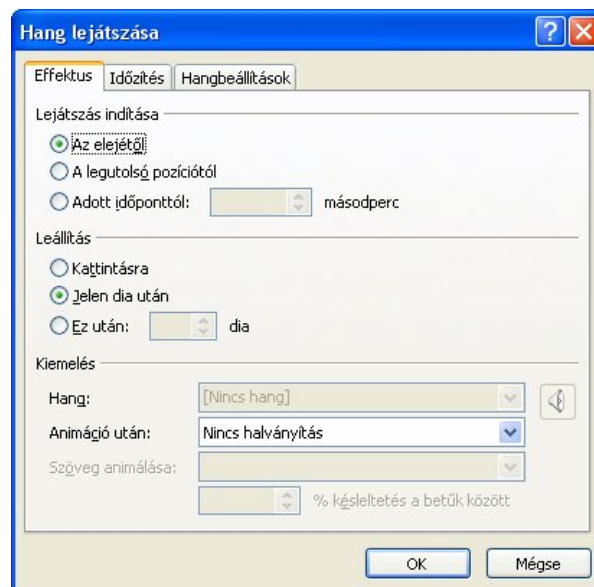 Hang lejátszása
Effektus Időzítés Hangbeállítások
Lejátszás indítása
Az elejétől
A legutolsó pozíciótól
Adott időponttól: másodperc
Leállítás
Kattintásra
Jelen dia után
Ez után: dia
Kiemelés
Hang: [Nincs hang]
Animáció után: Nincs halványítás
Szöveg animálása:
% késleltetés a betűk között
OK Mégse